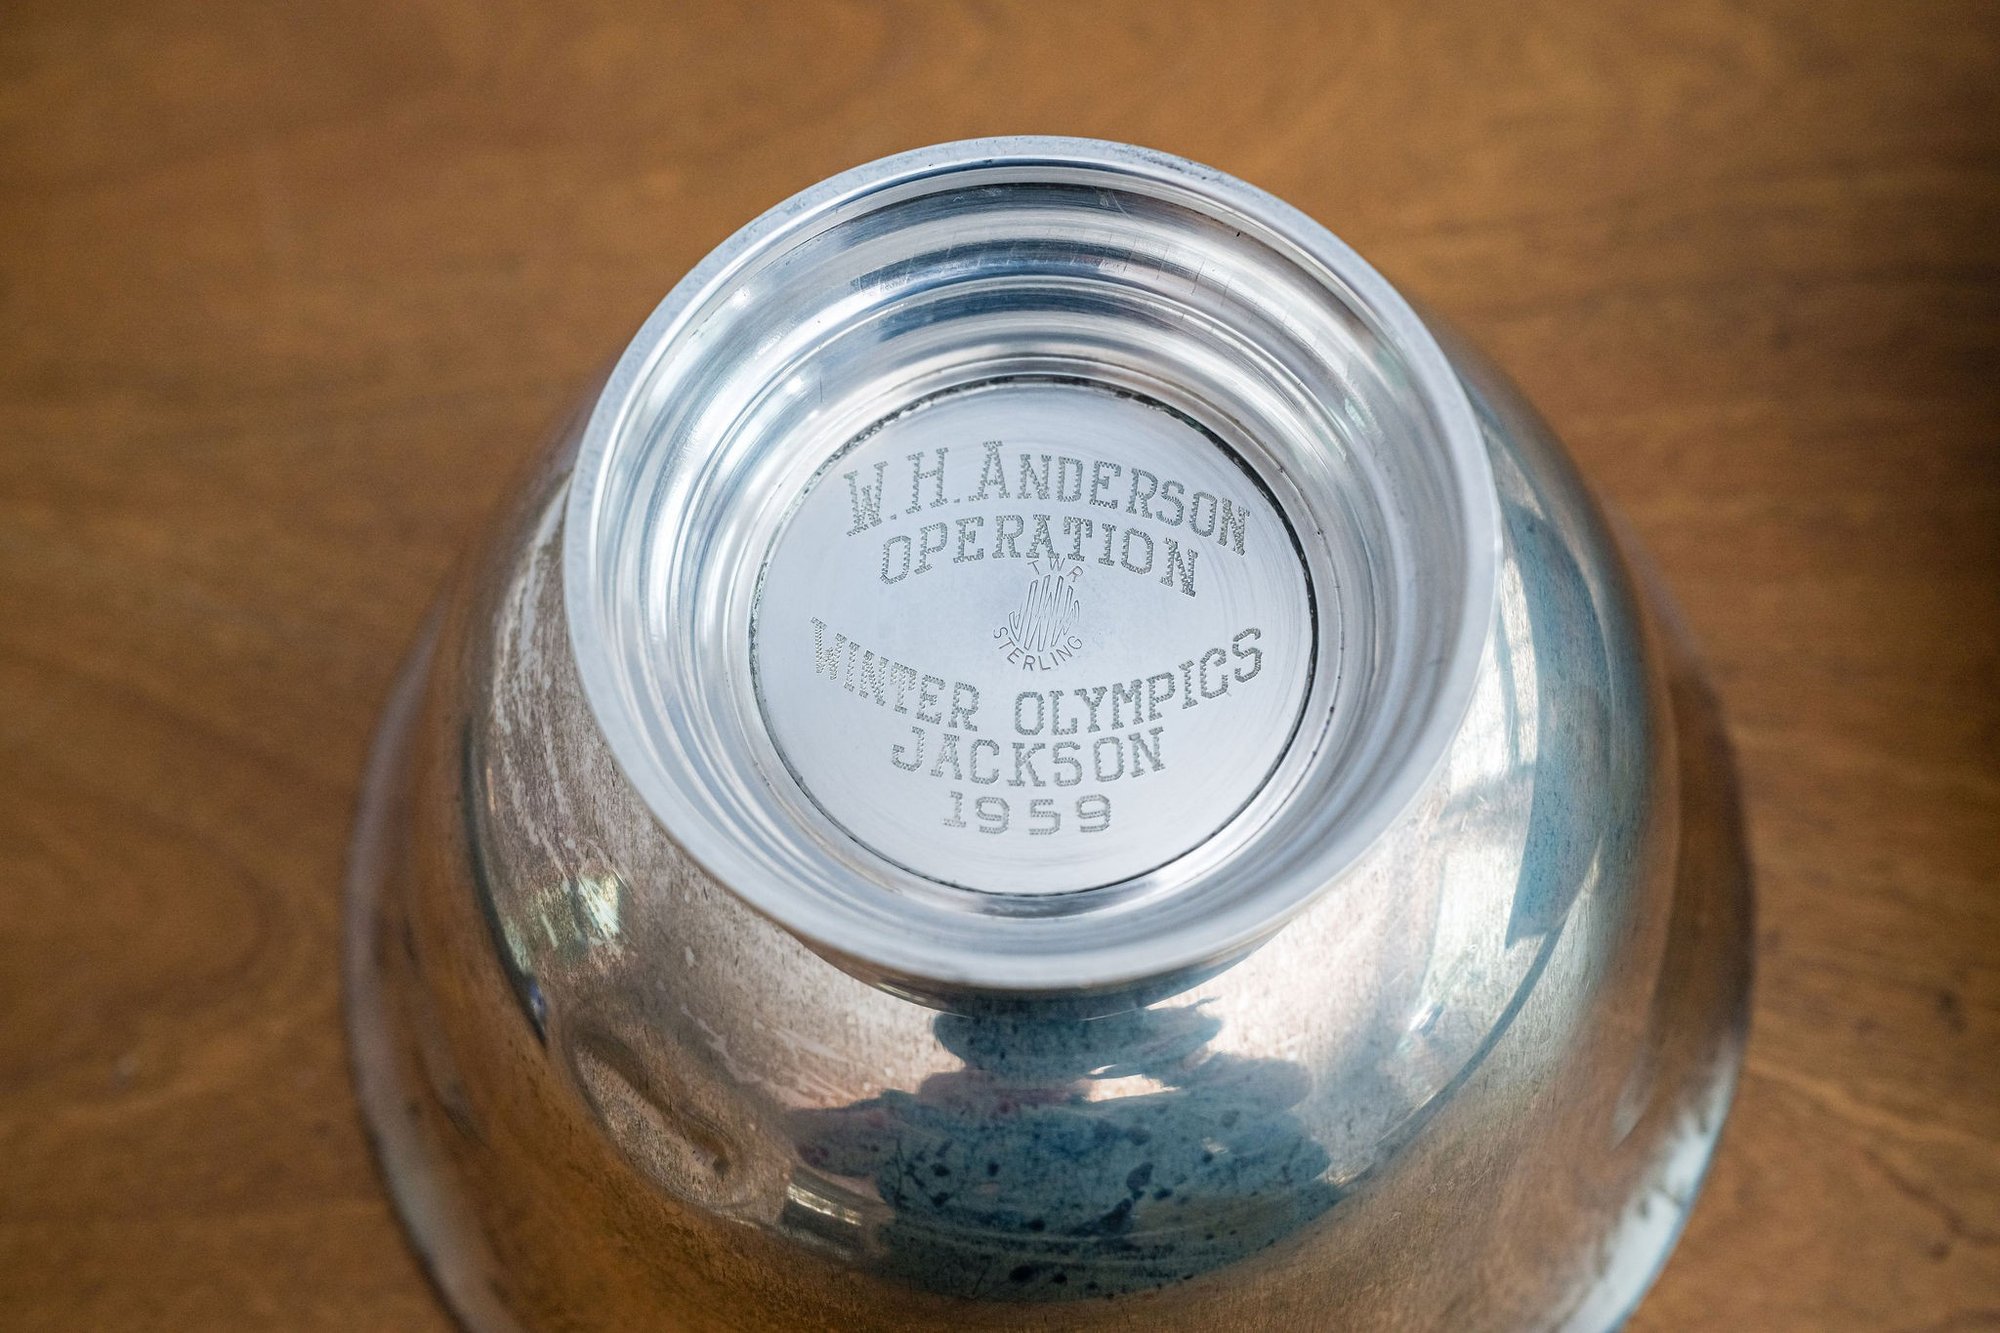 W. H. ANDERSON
OPERATION
TWR
STERLING
WINTER OLYMPICS
JACKSON
1959